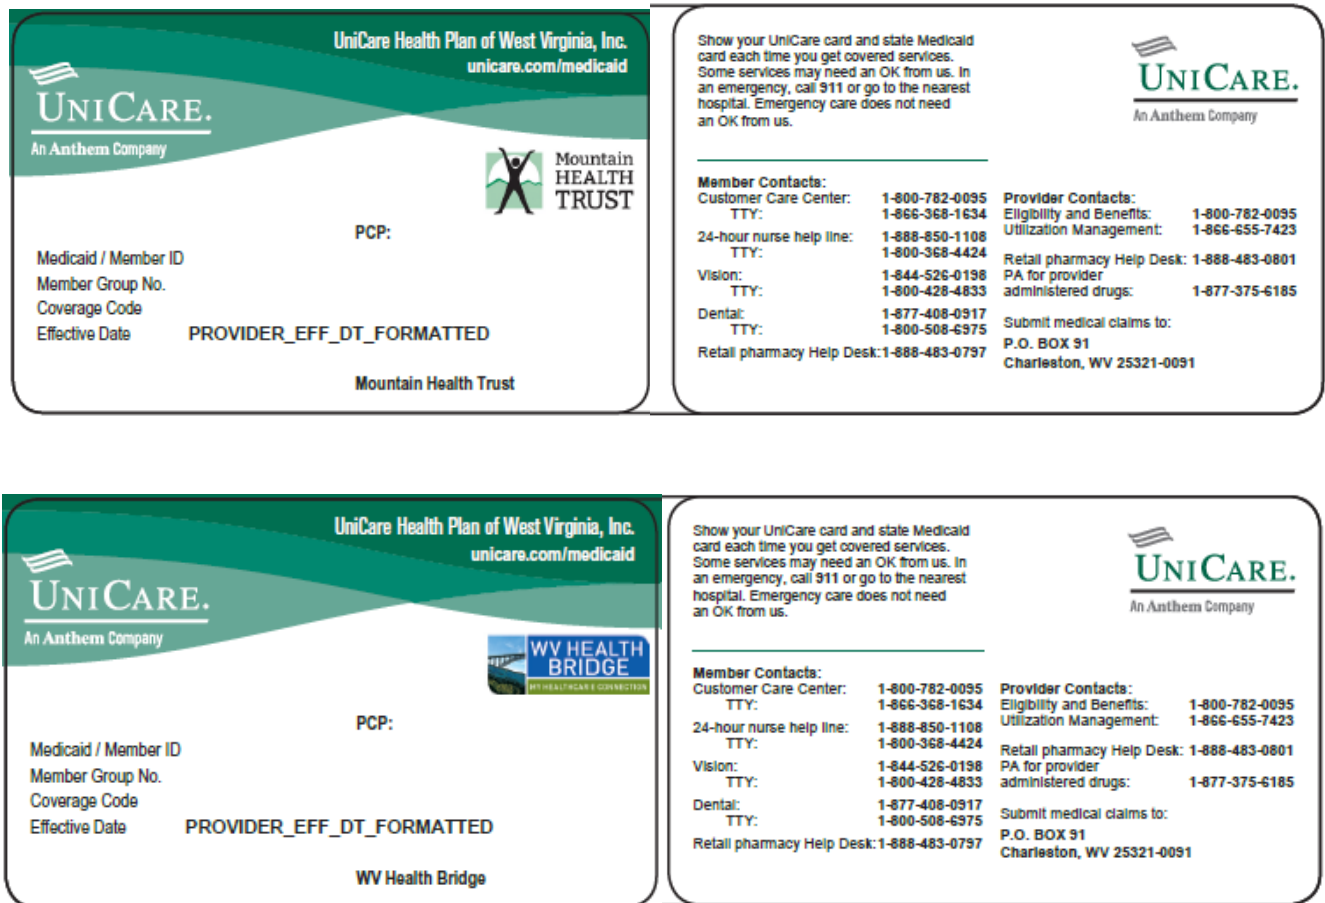 UniCare Health Plan of West Virginia, Inc.
unicare.com/medicaid
UNICARE.
An Anthem Company
Mountain
HEALTH
TRUST
PCP:
Medicaid / Member ID
Member Group No.
Coverage Code
Effective Date PROVIDER_EFF_DT_FORMATTED
Mountain Health Trust
Show your UniCare card and state Medicaid
card each time you get covered services.
Some services may need an OK from us. In
an emergency, call 911 or go to the nearest
hospital. Emergency care does not need
an OK from us.
UNICARE.
An Anthem Company
Member Contacts:
Customer Care Center: 1-800-782-0095
TTY: 1-866-368-1634
24-hour nurse help line: 1-888-850-1108
TTY: 1-800-368-4424
Vision: 1-844-526-0198
TTY: 1-800-428-4833
Dental: 1-877-408-0917
TTY: 1-800-508-6975
Retail pharmacy Help Desk: 1-888-483-0797
Provider Contacts:
Eligibility and Benefits: 1-800-782-0095
Utilization Management: 1-866-655-7423
Retail pharmacy Help Desk: 1-888-483-0801
PA for provider
administered drugs: 1-877-375-6185
Submit medical claims to:
P.O. BOX 91
Charleston, WV 25321-0091
UniCare Health Plan of West Virginia, Inc.
unicare.com/medicaid
UNICARE.
An Anthem Company
WV HEALTH
BRIDGE
MY HEALTHCARE CONNECTION
PCP:
Medicaid / Member ID
Member Group No.
Coverage Code
Effective Date PROVIDER_EFF_DT_FORMATTED
WV Health Bridge
Show your UniCare card and state Medicaid
card each time you get covered services.
Some services may need an OK from us. In
an emergency, call 911 or go to the nearest
hospital. Emergency care does not need
an OK from us.
UNICARE.
An Anthem Company
Member Contacts:
Customer Care Center: 1-800-782-0095
TTY: 1-866-368-1634
24-hour nurse help line: 1-888-850-1108
TTY: 1-800-368-4424
Vision: 1-844-526-0198
TTY: 1-800-428-4833
Dental: 1-877-408-0917
TTY: 1-800-508-6975
Retail pharmacy Help Desk: 1-888-483-0797
Provider Contacts:
Eligibility and Benefits: 1-800-782-0095
Utilization Management: 1-866-655-7423
Retail pharmacy Help Desk: 1-888-483-0801
PA for provider
administered drugs: 1-877-375-6185
Submit medical claims to:
P.O. BOX 91
Charleston, WV 25321-0091